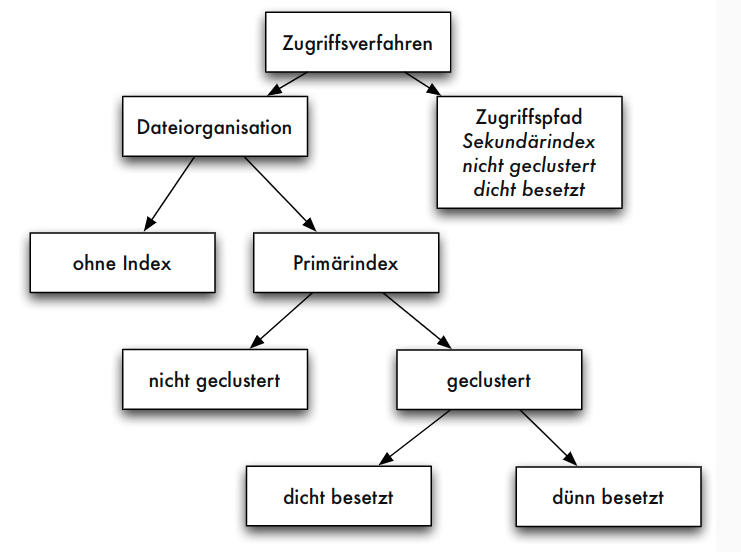 Zugriffsverfahren
Dateiorganisation
Zugriffspfad
Sekundärindex
nicht geclustert
dicht besetzt
ohne Index
Primärindex
nicht geclustert
geclustert
dicht besetzt
dünn besetzt